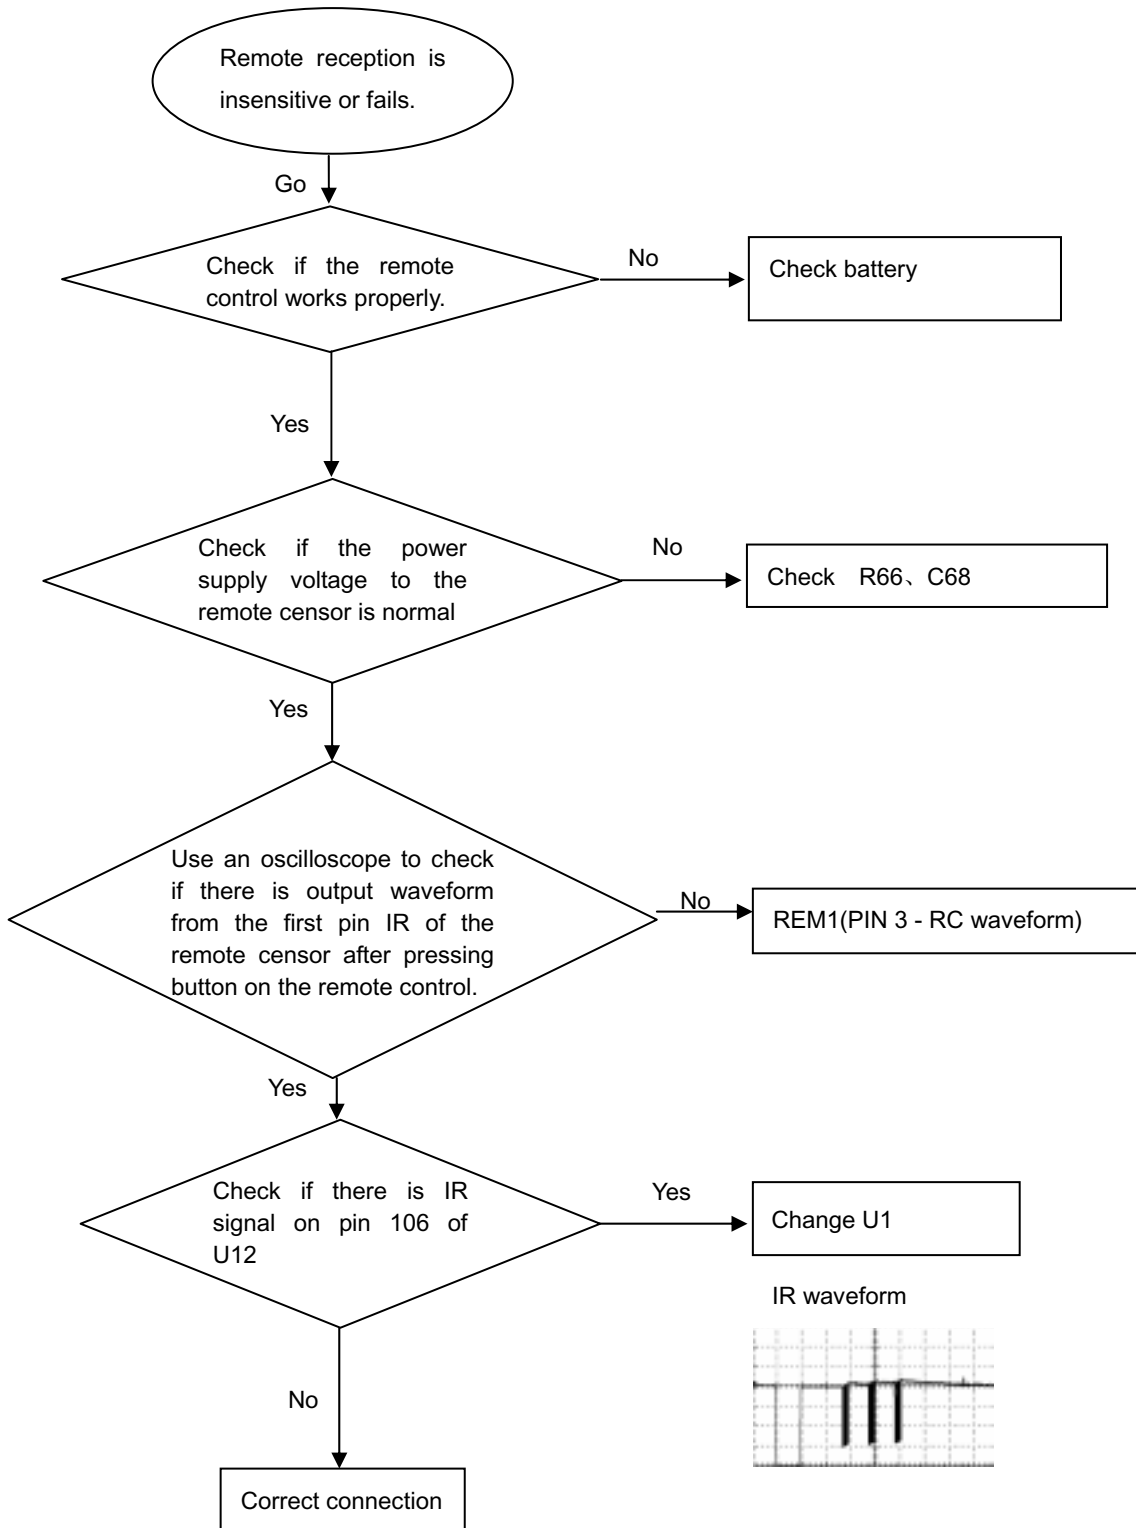 Remote reception is
insensitive or fails.
Go
Check if the remote
control works properly.
No
Check battery
Yes
Check if the power
supply voltage to the
remote censor is normal
No
Check R66、C68
Yes
Use an oscilloscope to check
if there is output waveform
from the first pin IR of the
remote censor after pressing
button on the remote control.
No
REM1(PIN 3 - RC waveform)
Yes
Check if there is IR
signal on pin 106 of
U12
Yes
Change U1
IR waveform
No
Correct connection